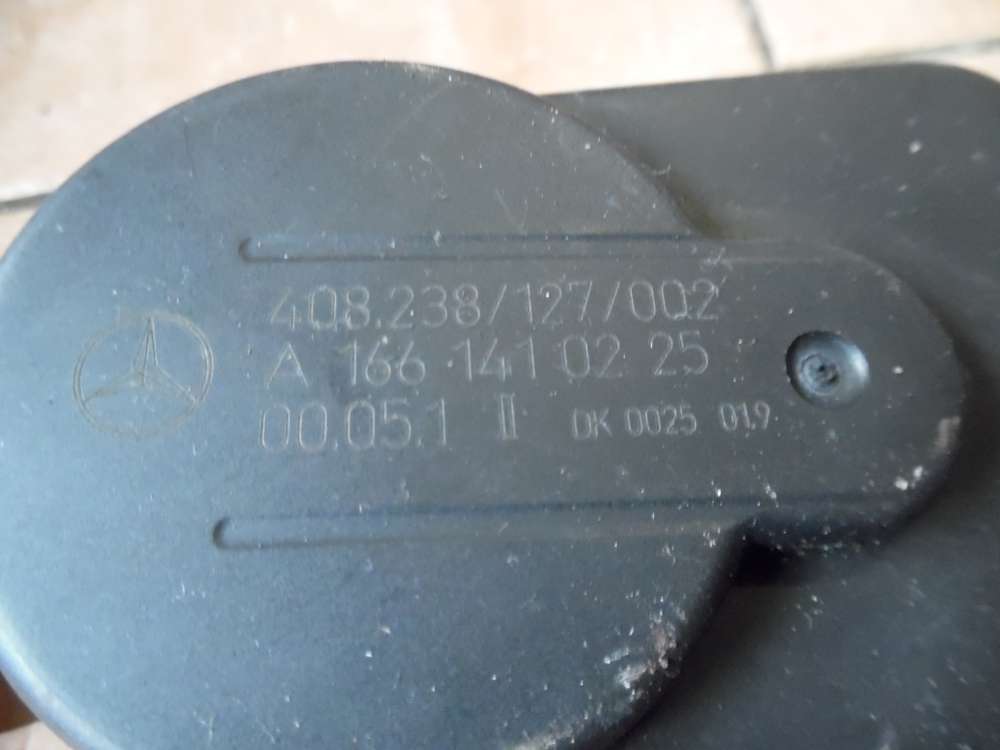 408.238/127/002
A 166 141 02 25
00.05.1 II DK 0025 019